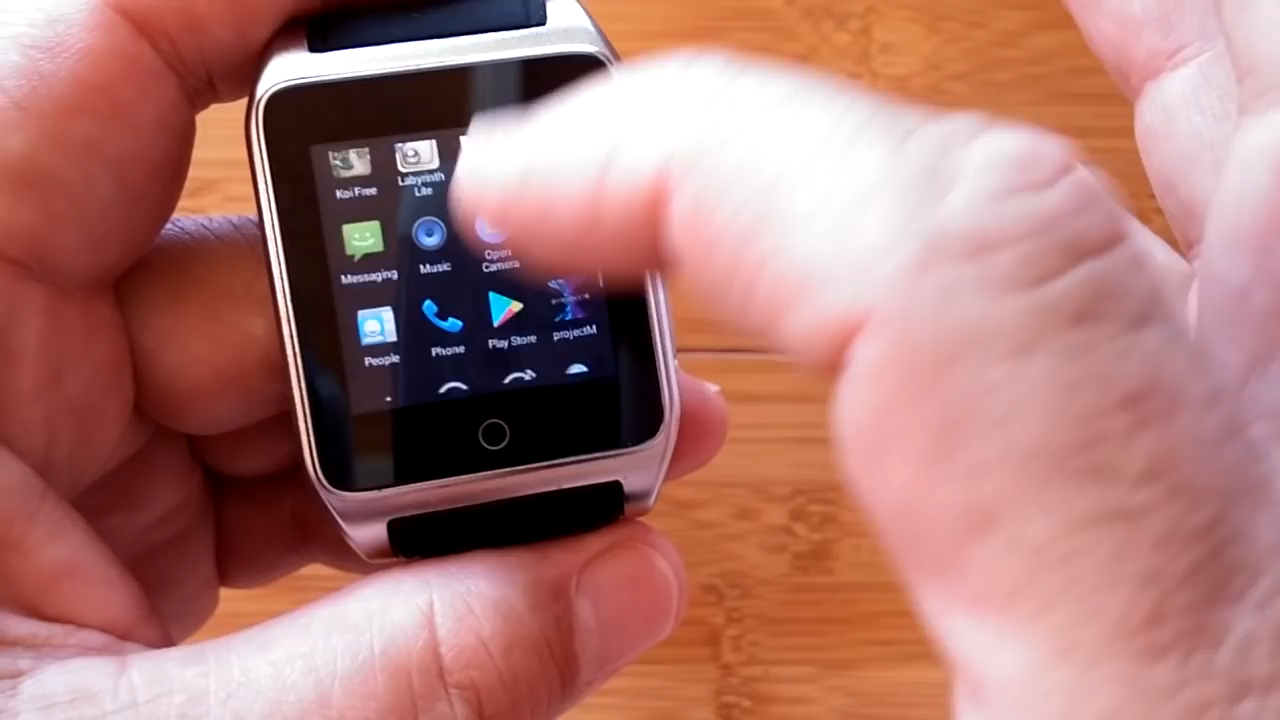 Koi Free
Labyrinth
Lite
Messaging
Music
Open
Camera
People
Phone
Play Store
projectM